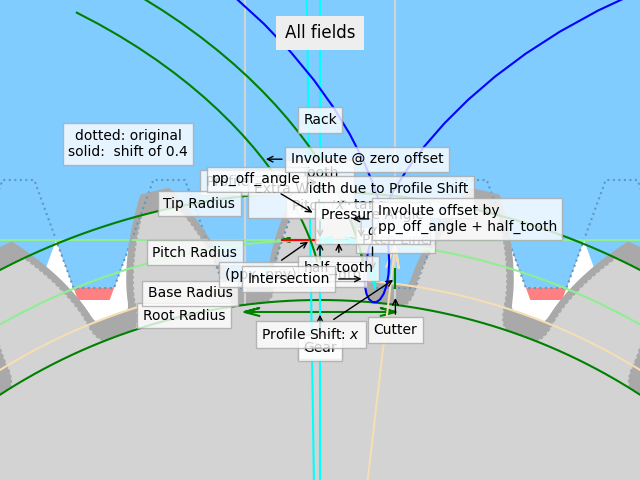 All fields
Rack
dotted: original
solid:  shift of 0.4
Involute @ zero offset
pp_off_angle
Extra W
idth due to Profile Shift
Tip Radius
Pressur
Involute offset by
pp_off_angle + half_tooth
Pitch Radius
half_tooth
(pp
Intersection
Base Radius
Root Radius
Profile Shift: x
Cutter
Gear